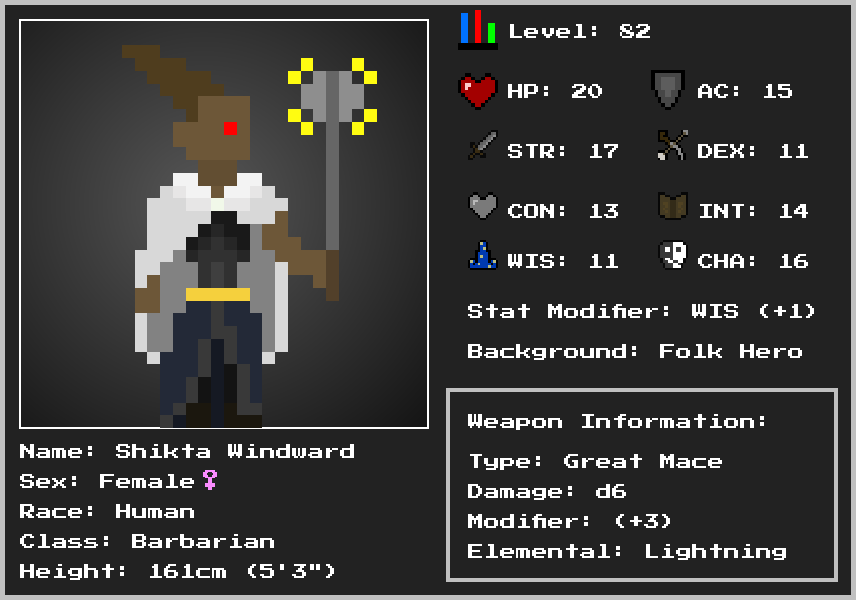 Level: 82
HP: 20
AC: 15
STR: 17
DEX: 11
CON: 13
INT: 14
WIS: 11
CHA: 16
Stat Modifier: WIS (+1)
Background: Folk Hero
Weapon Information:
Type: Great Mace
Damage: d6
Modifier: (+3)
Elemental: Lightning
Name: Shikta Windward
Sex: Female♀
Race: Human
Class: Barbarian
Height: 161cm (5'3")